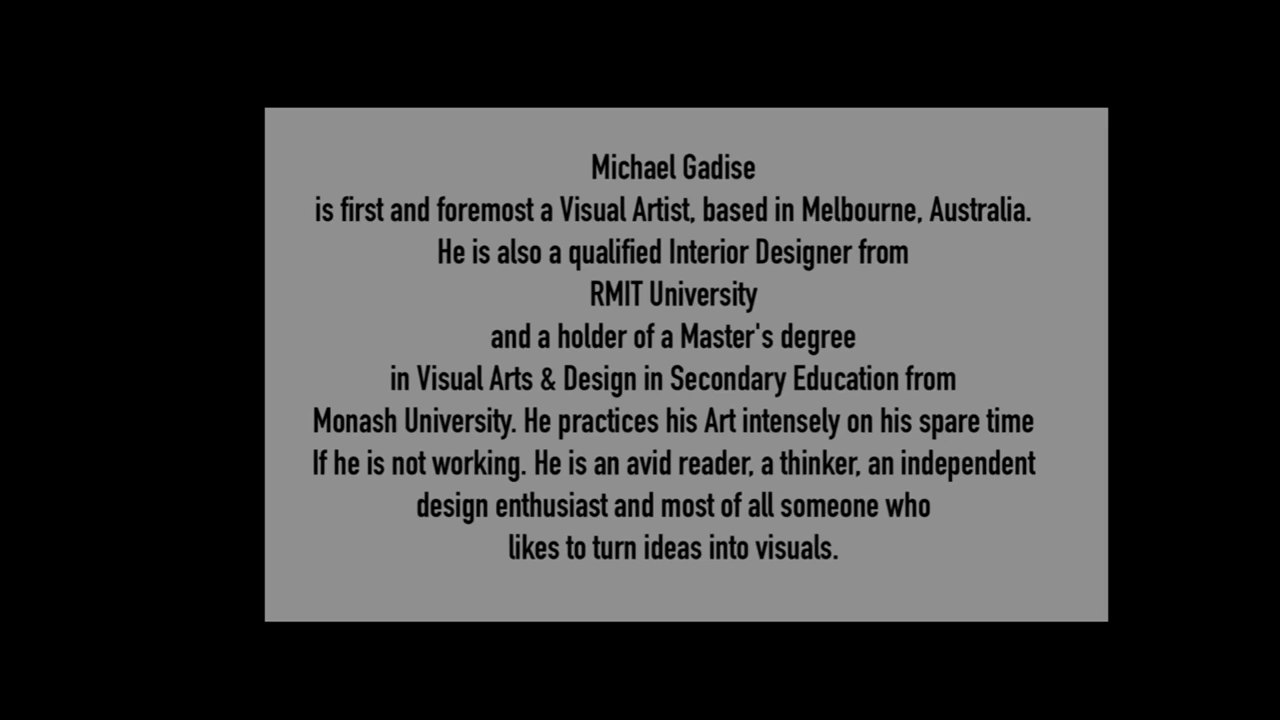 Michael Gadise
is first and foremost a Visual Artist, based in Melbourne, Australia.
He is also a qualified Interior Designer from
RMIT University
and a holder of a Master's degree
in Visual Arts & Design in Secondary Education from
Monash University. He practices his Art intensely on his spare time
If he is not working. He is an avid reader, a thinker, an independent
design enthusiast and most of all someone who
likes to turn ideas into visuals.